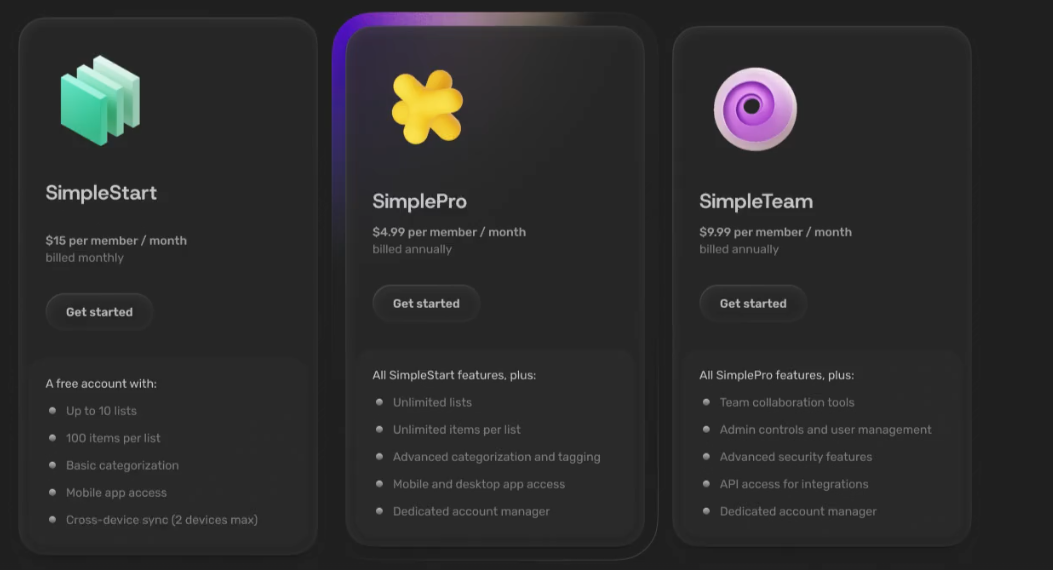 SimpleStart
$15 per member / month
billed monthly
Get started
A free account with:
Up to 10 lists
100 items per list
Basic categorization
Mobile app access
Cross-device sync (2 devices max)
SimplePro
$4.99 per member / month
billed annually
Get started
All SimpleStart features, plus:
Unlimited lists
Unlimited items per list
Advanced categorization and tagging
Mobile and desktop app access
Dedicated account manager
SimpleTeam
$9.99 per member / month
billed annually
Get started
All SimplePro features, plus:
Team collaboration tools
Admin controls and user management
Advanced security features
API access for integrations
Dedicated account manager